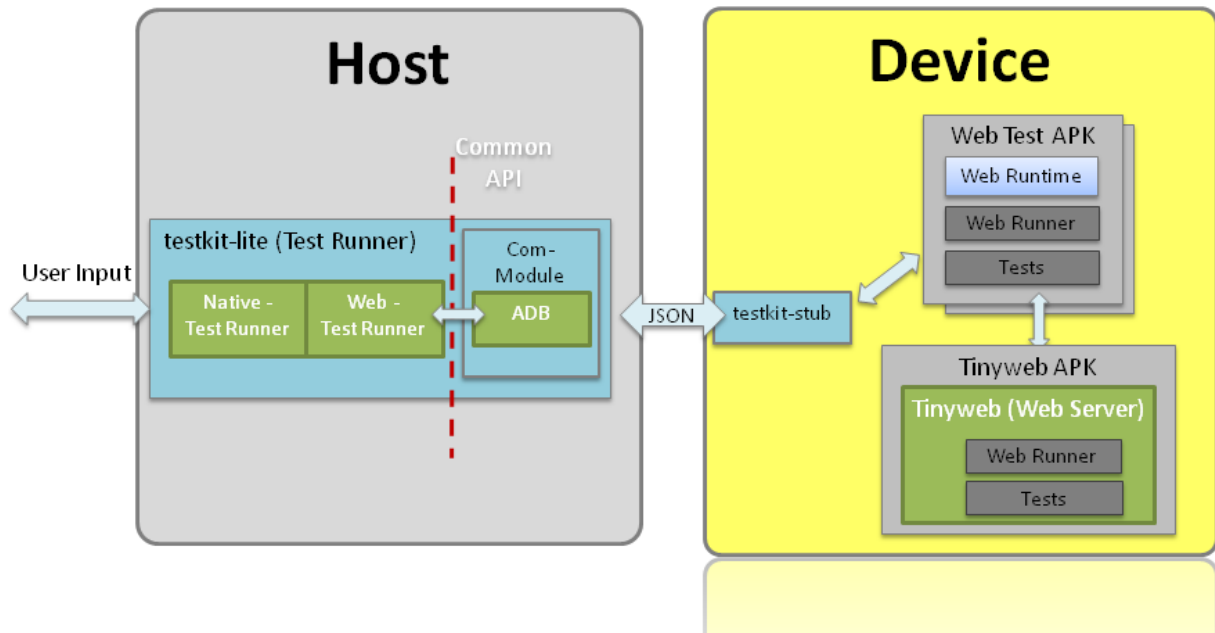 Host
Common
API
testkit-lite (Test Runner)
User Input
Native -
Test Runner
Web -
Test Runner
Com-
Module
ADB
JSON
Device
Web Test APK
Web Runtime
Web Runner
Tests
testkit-stub
Tinyweb APK
Tinyweb (Web Server)
Web Runner
Tests